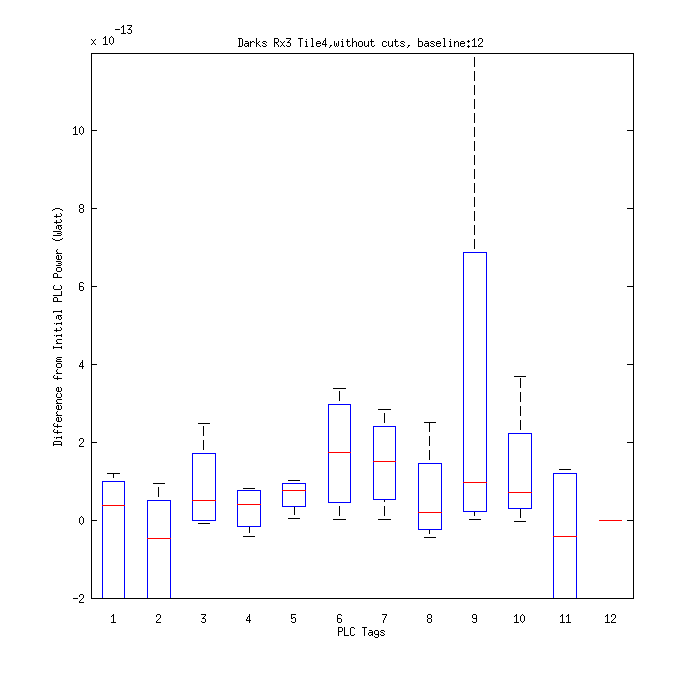 x 10^-13
Darks Rx3 Tile4,without cuts, baseline:12
Difference from Initial PLC Power (Watt)
10
8
6
4
2
0
-2
1 2 3 4 5 6 7 8 9 10 11 12
PLC Tags